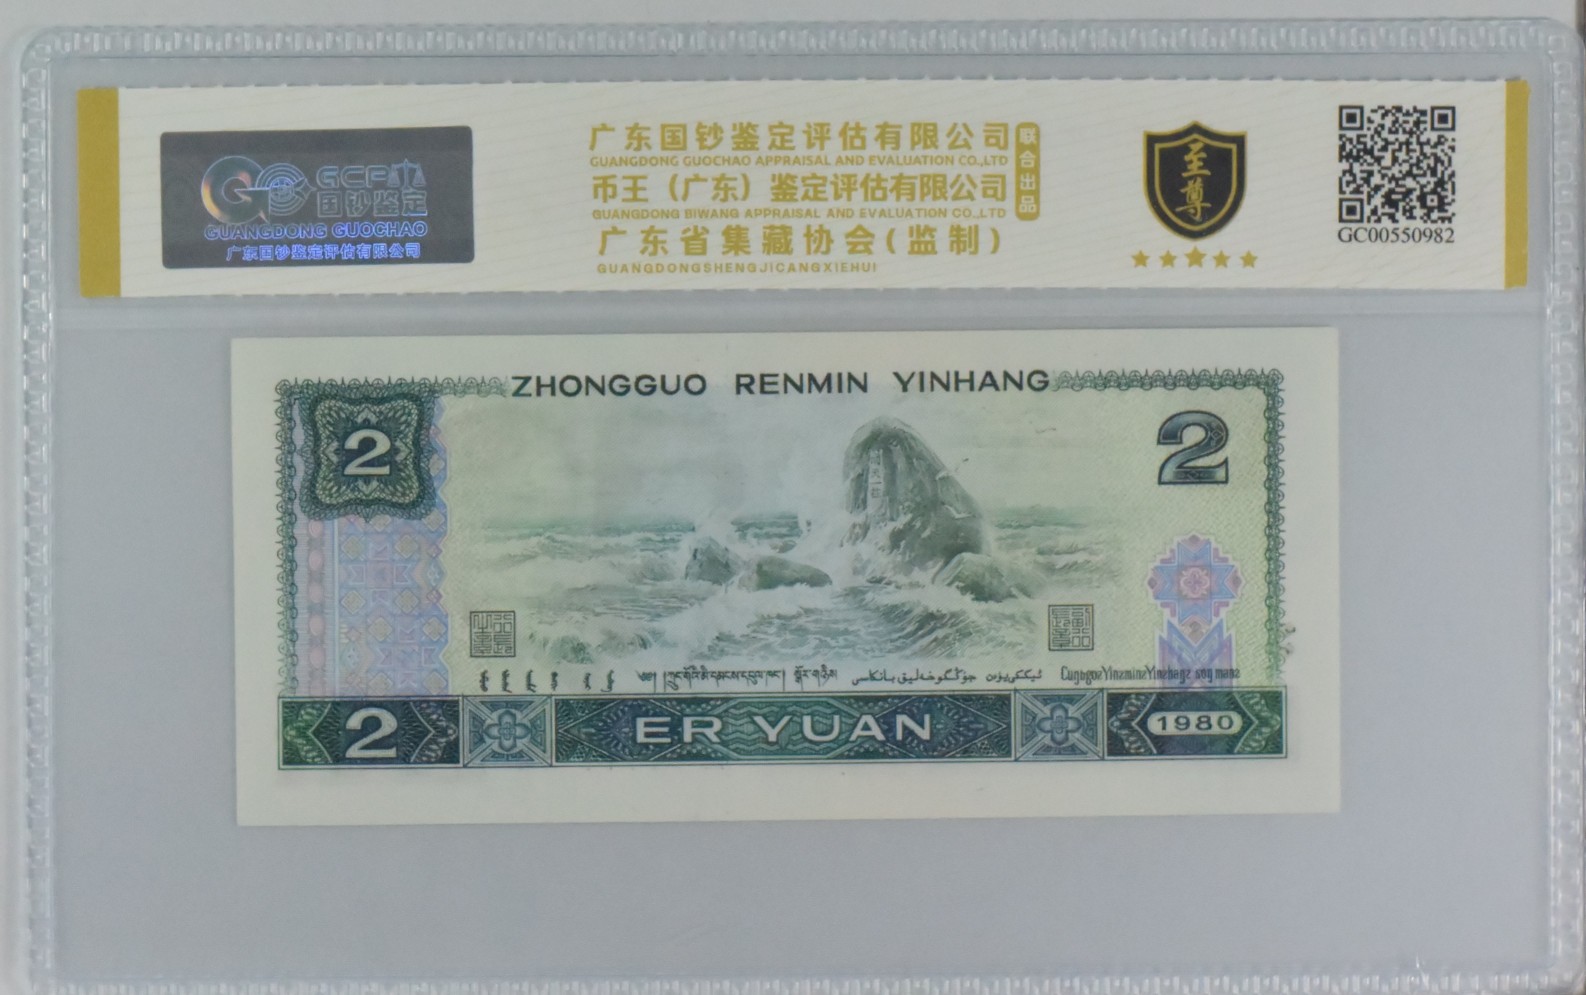 GCP
国钞鉴定
GUANGDONG GUOCHAO
广东国钞鉴定评估有限公司
广东国钞鉴定评估有限公司
GUANGDONG GUOCHAO APPRAISAL AND EVALUATION CO.,LTD
币王（广东）鉴定评估有限公司
GUANGDONG BIWANG APPRAISAL AND EVALUATION CO.,LTD
广东省集藏协会(监制)
GUANGDONGSHENGJICANGXIEHUI
联合出品
至尊
GC00550982
ZHONGGUO RENMIN YINHANG
2
2
2
ER YUAN
1980